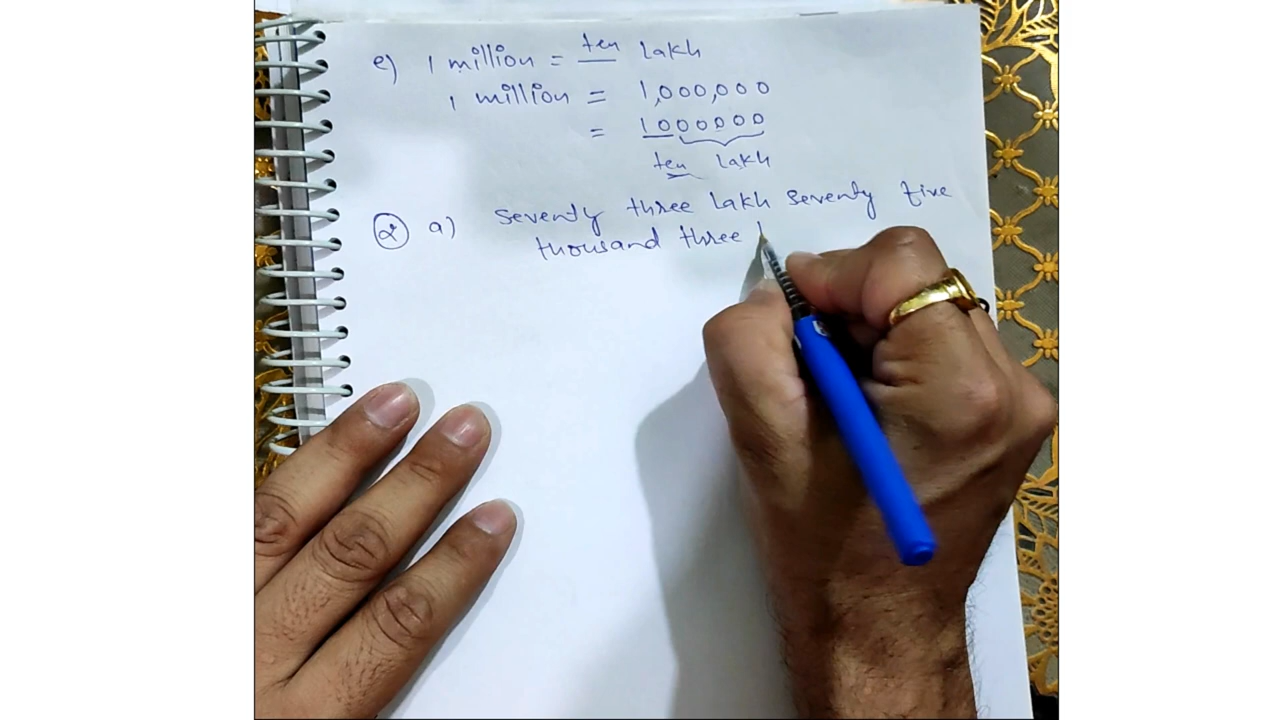 e) 1 million = ten lakh
1 million = 1,000,000
= 1000000
ten lakh
2 a) seventy three lakh seventy five
thousand three